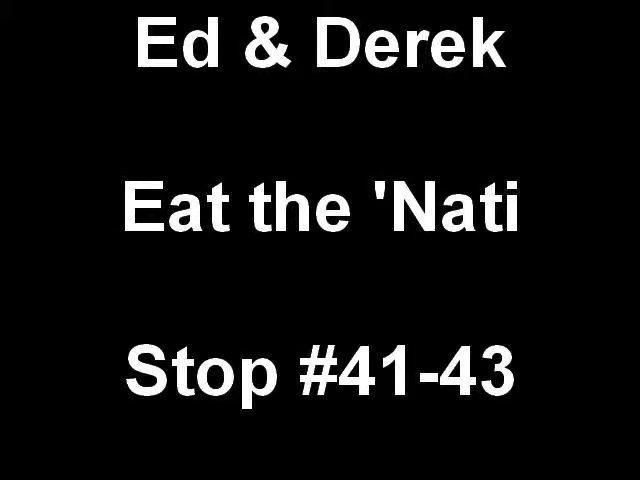 Ed & Derek
Eat the 'Nati
Stop #41-43